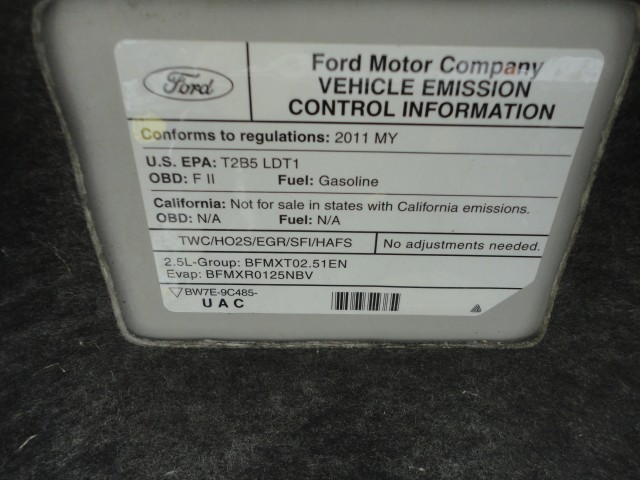 Ford
Ford Motor Company
VEHICLE EMISSION
CONTROL INFORMATION
Conforms to regulations: 2011 MY
U.S. EPA: T2B5 LDT1
OBD: F II Fuel: Gasoline
California: Not for sale in states with California emissions.
OBD: N/A Fuel: N/A
TWC/HO2S/EGR/SFI/HAFS No adjustments needed.
2.5L-Group: BFMXT02.51EN
Evap: BFMXR0125NBV
BW7E-9C485-
UAC